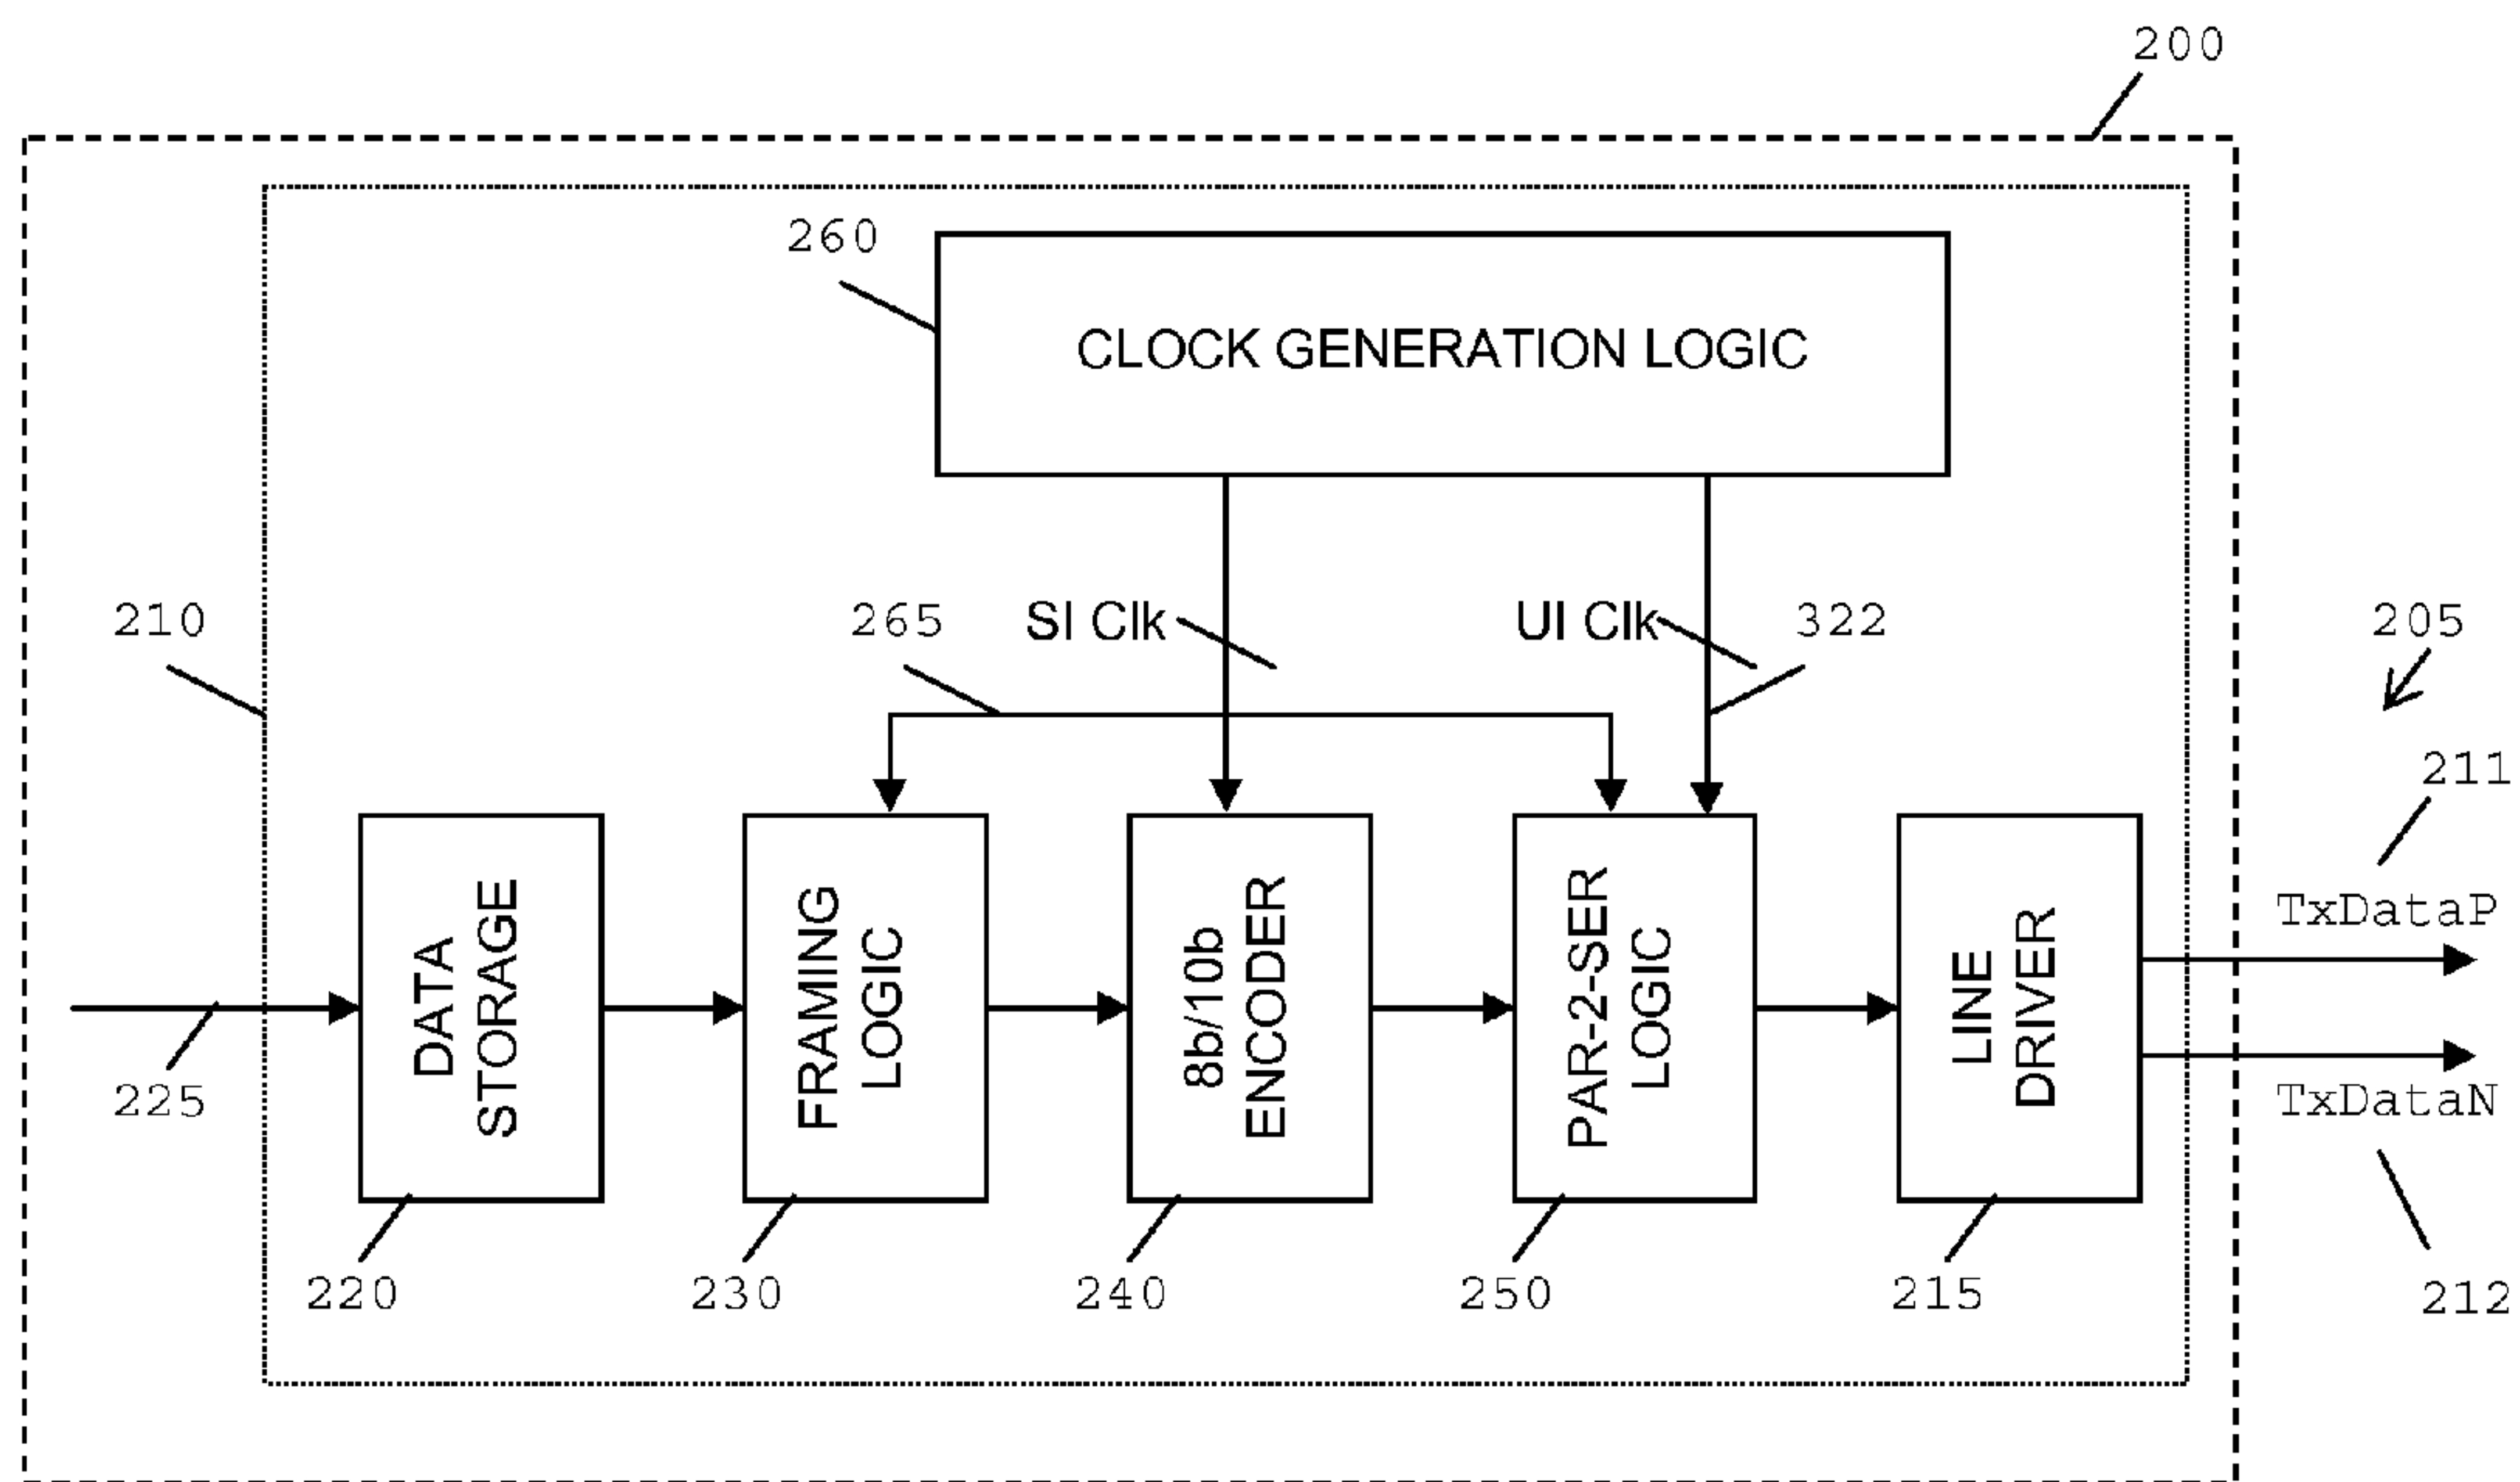 200
260
CLOCK GENERATION LOGIC
210
265
SI Clk
UI Clk
322
205
211
TxDataP
DATA
STORAGE
FRAMING
LOGIC
8b/10b
ENCODER
PAR-2-SER
LOGIC
LINE
DRIVER
225
TxDataN
220
230
240
250
215
212